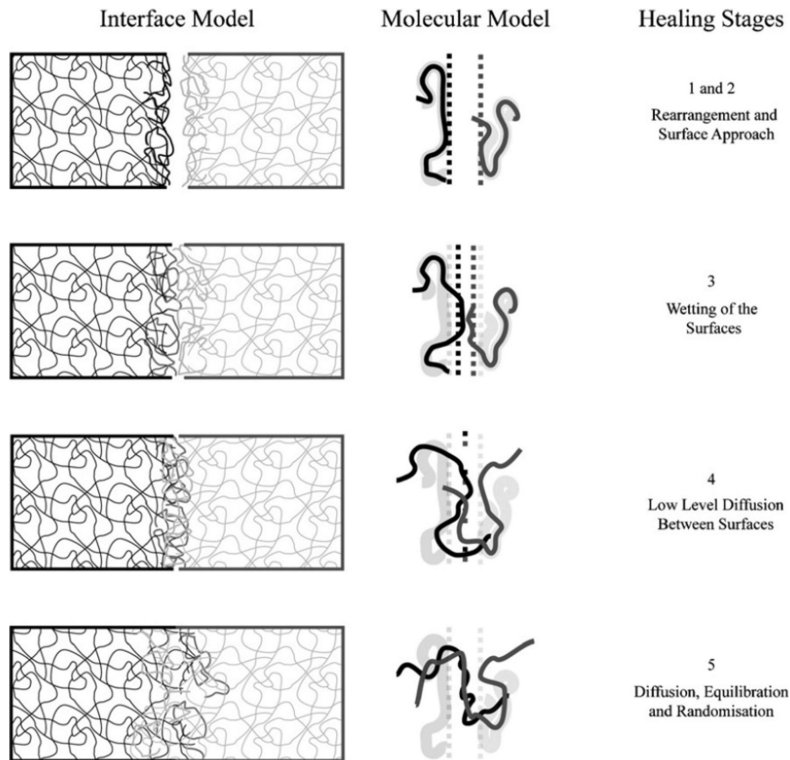 Interface Model
Molecular Model
Healing Stages
1 and 2
Rearrangement and
Surface Approach
3
Wetting of the
Surfaces
4
Low Level Diffusion
Between Surfaces
5
Diffusion, Equilibration
and Randomisation